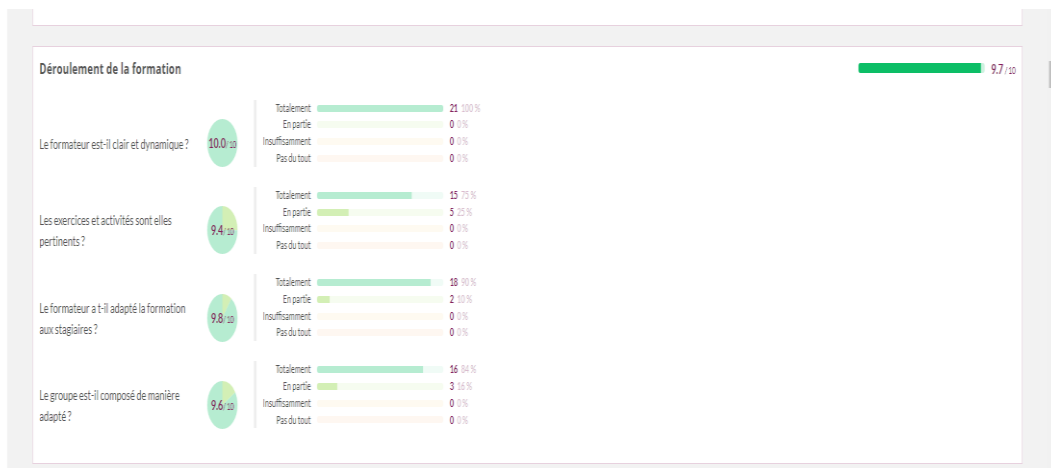 Déroulement de la formation
9.7/10
Le formateur est-il clair et dynamique ?
10.0/10
Totalement 21 100 %
En partie 0 0 %
Insuffisamment 0 0 %
Pas du tout 0 0 %
Les exercices et activités sont elles
pertinents ?
9.4/10
Totalement 15 75 %
En partie 5 25 %
Insuffisamment 0 0 %
Pas du tout 0 0 %
Le formateur a t-il adapté la formation
aux stagiaires ?
9.8/10
Totalement 18 90 %
En partie 2 10 %
Insuffisamment 0 0 %
Pas du tout 0 0 %
Le groupe est-il composé de manière
adapté ?
9.6/10
Totalement 16 84 %
En partie 3 16 %
Insuffisamment 0 0 %
Pas du tout 0 0 %